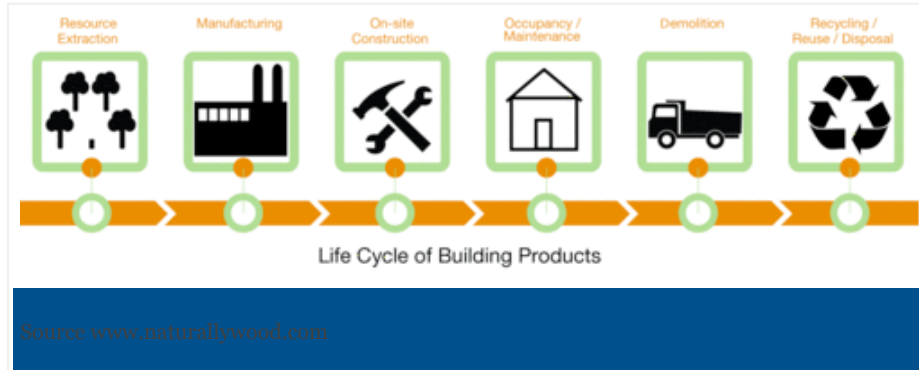 Resource
Extraction
Manufacturing
On-site
Construction
Occupancy /
Maintenance
Demolition
Recycling /
Reuse / Disposal
Life Cycle of Building Products
Source www.naturallywood.com